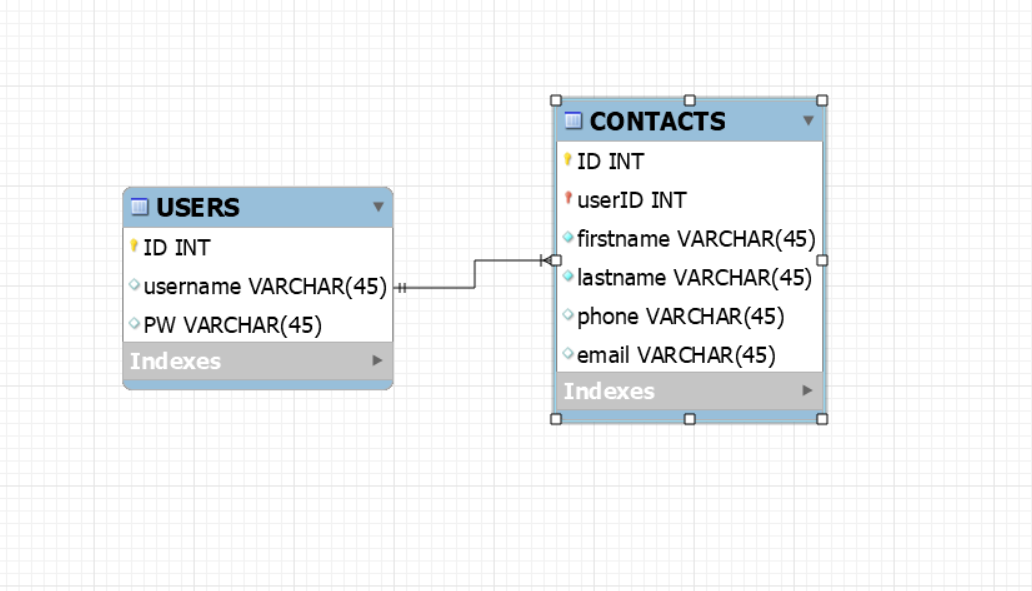 USERS
ID INT
username VARCHAR(45)
PW VARCHAR(45)
Indexes
CONTACTS
ID INT
userID INT
firstname VARCHAR(45)
lastname VARCHAR(45)
phone VARCHAR(45)
email VARCHAR(45)
Indexes